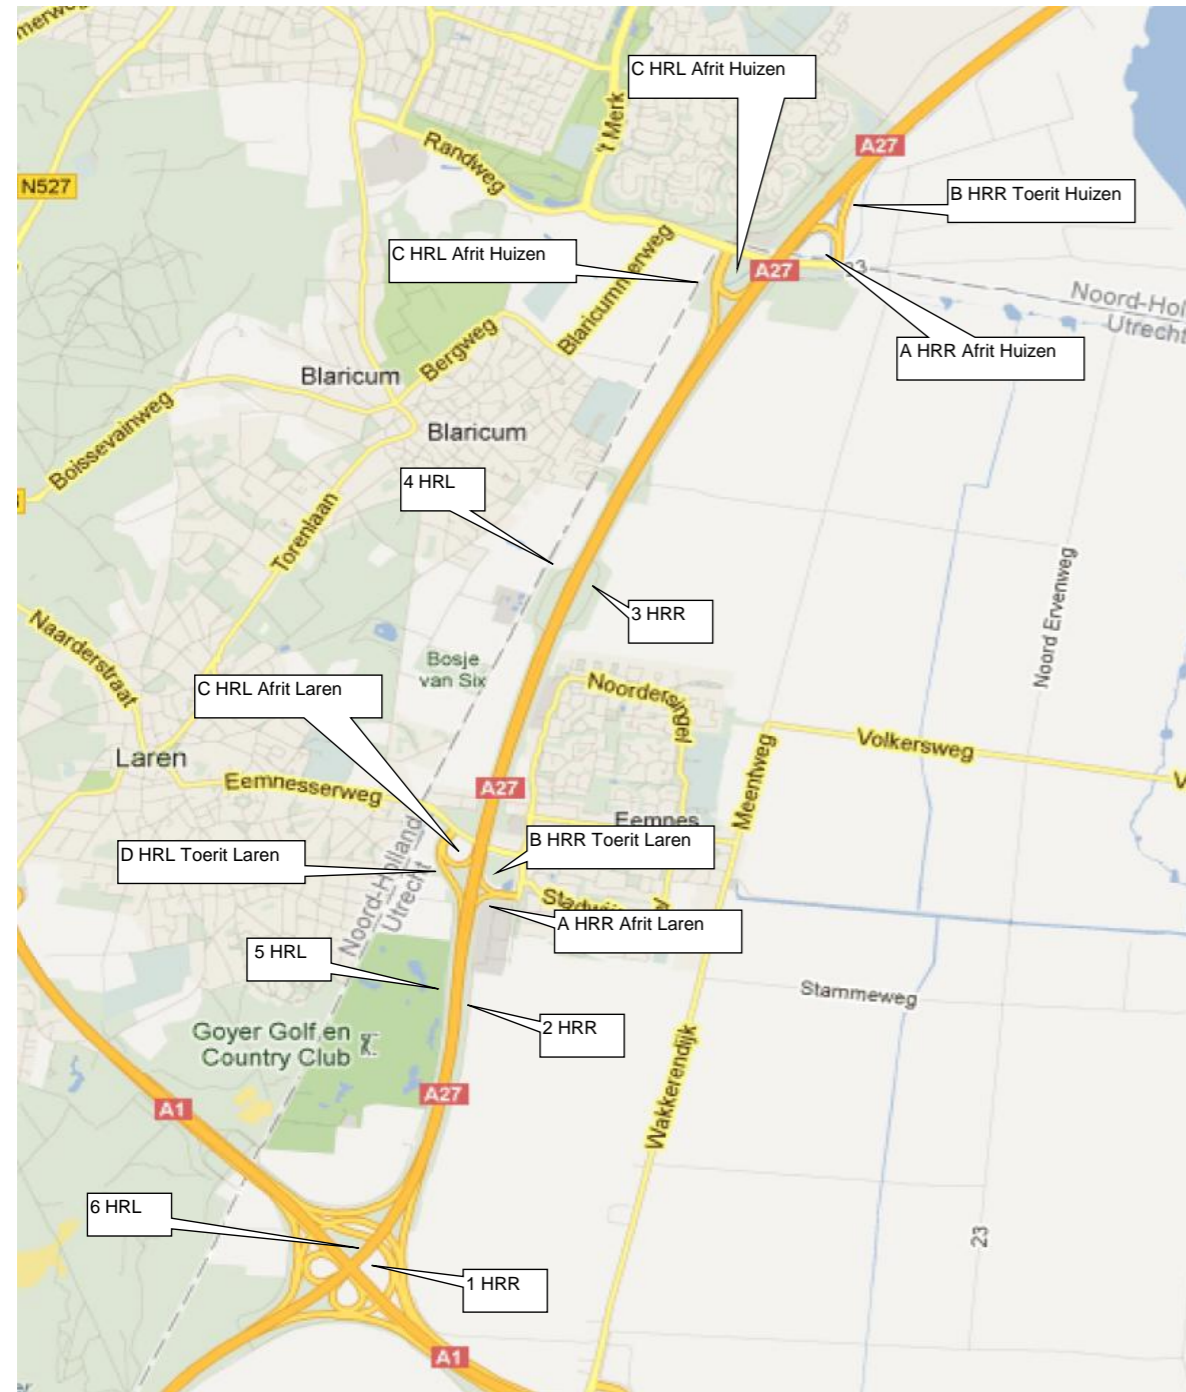 C HRL Afrit Huizen
't Merk
Randweg
A27
N527
B HRR Toerit Huizen
C HRL Afrit Huizen
Blaricummerweg
A27
23
Noord-Hol
Utrecht
A HRR Afrit Huizen
Bergweg
Blaricum
Boissevainweg
Blaricum
4 HRL
Torenlaan
Noord Ervenweg
3 HRR
Naarderstraat
Bosje
van Six
C HRL Afrit Laren
Noordersingel
Volkersweg
V
Meentweg
Laren
Eemnesserweg
A27
Eemnes
B HRR Toerit Laren
D HRL Toerit Laren
Noord-Holland
Utrecht
A HRR Afrit Laren
5 HRL
Stammeweg
2 HRR
Goyer Golf en
Country Club
Wakkerendijk
A27
A1
6 HRL
23
1 HRR
A1